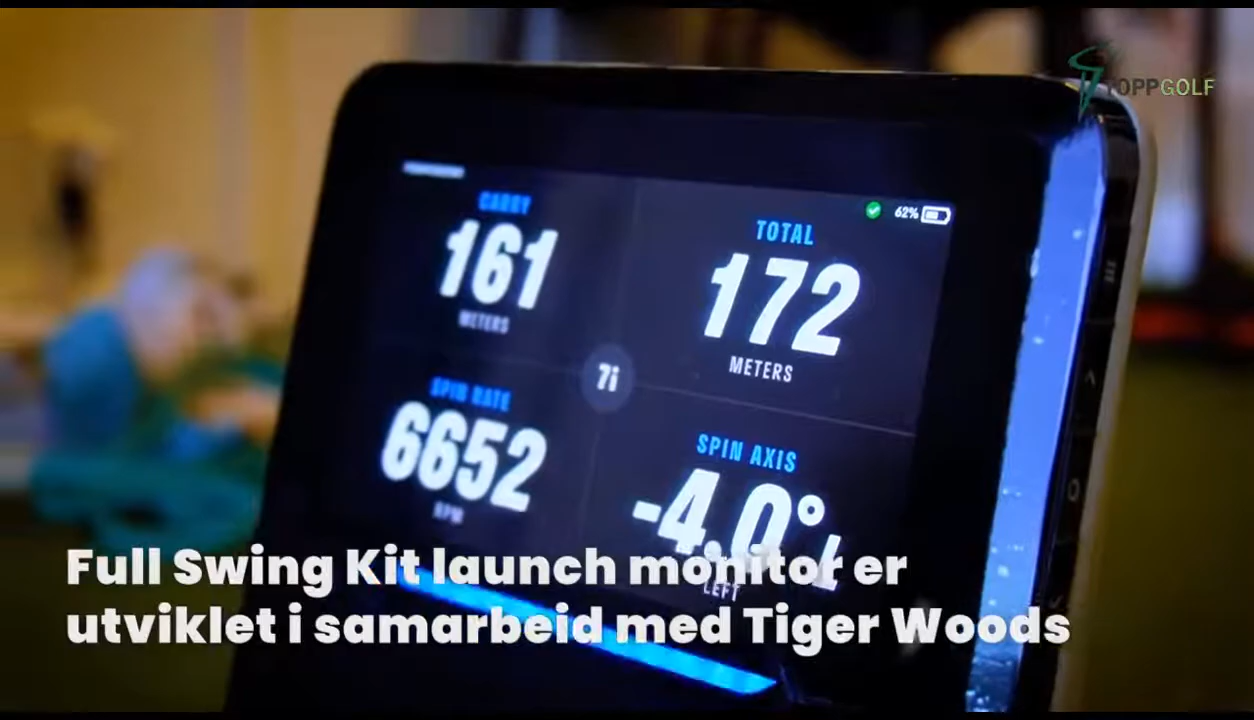 TOPPGOLF
62%
CARRY
161
METERS
TOTAL
172
METERS
7i
SPIN RATE
6652
RPM
SPIN AXIS
-4.0° L
LEFT
Full Swing Kit launch monitor er
utviklet i samarbeid med Tiger Woods